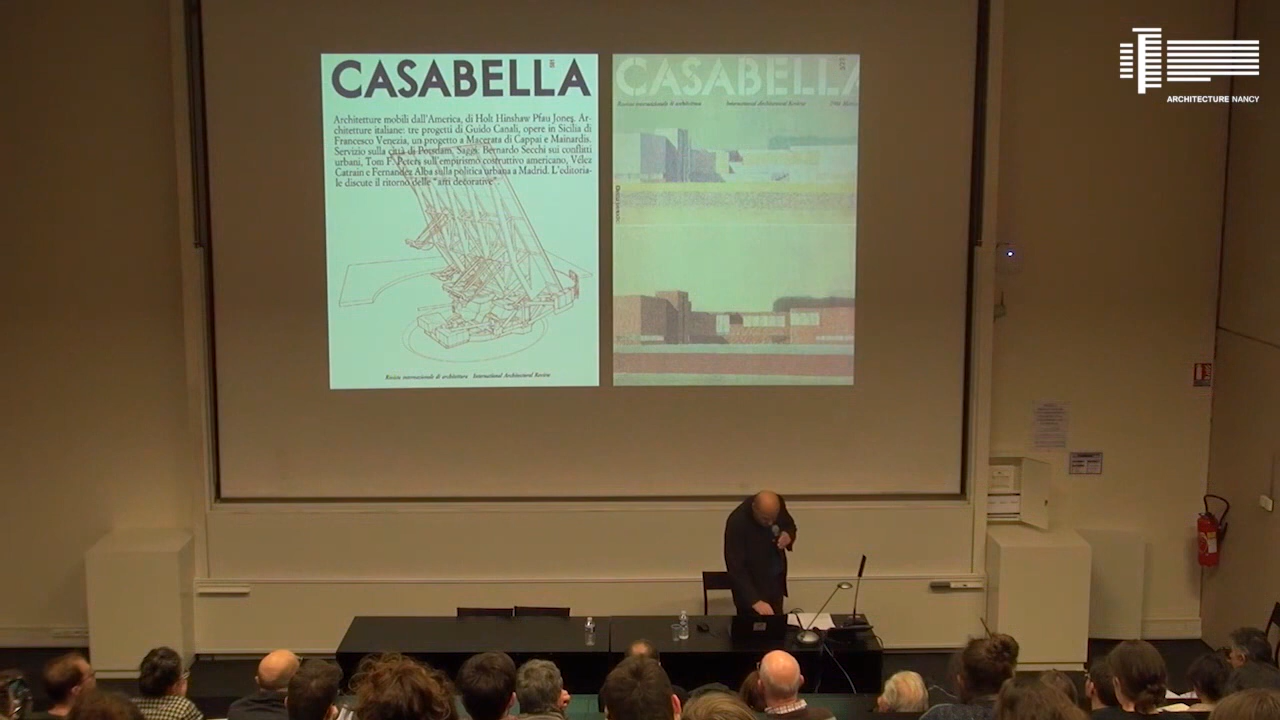 CASABELLA
Architetture mobili dall'America, di Holt Hinshaw Pfau Jones. Ar-
chitetture italiane: tre progetti di Guido Canali, opere in Sicilia di
Francesco Venezia, un progetto a Macerata di Cappai e Mainardis.
Servizio sulla città di Potsdam. Saggi: Bernardo Secchi sui conflitti
urbani, Tom F. Peters sull'empirismo costruttivo americano, Vélez
Catrain e Fernandez Alba sulla politica urbana a Madrid. L'editoria-
le discute il ritorno delle "arti decorative".
Rivista internazionale di architettura International Architectural Review
CASABELLA
Rivista internazionale di architettura International Architectural Review
ARCHITECTURE NANCY